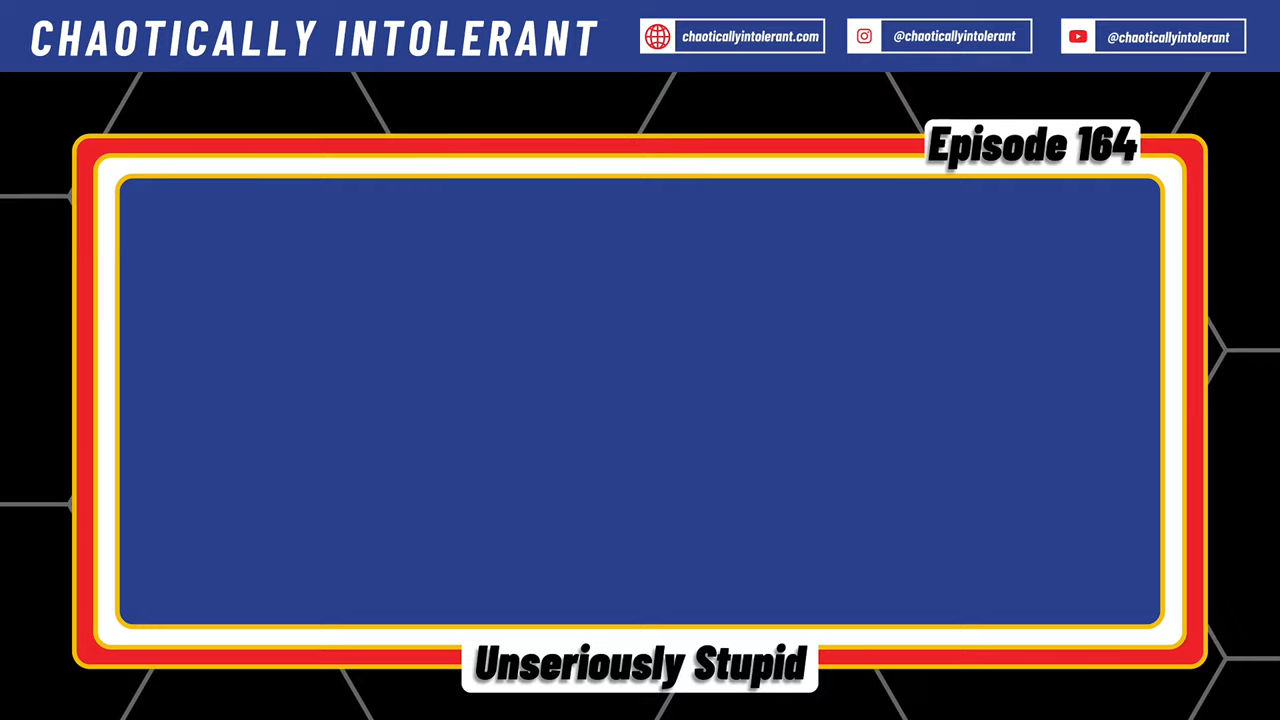 CHAOTICALLY INTOLERANT
chaoticallyintolerant.com
@chaoticallyintolerant
@chaoticallyintolerant
Episode 164
Unseriously Stupid